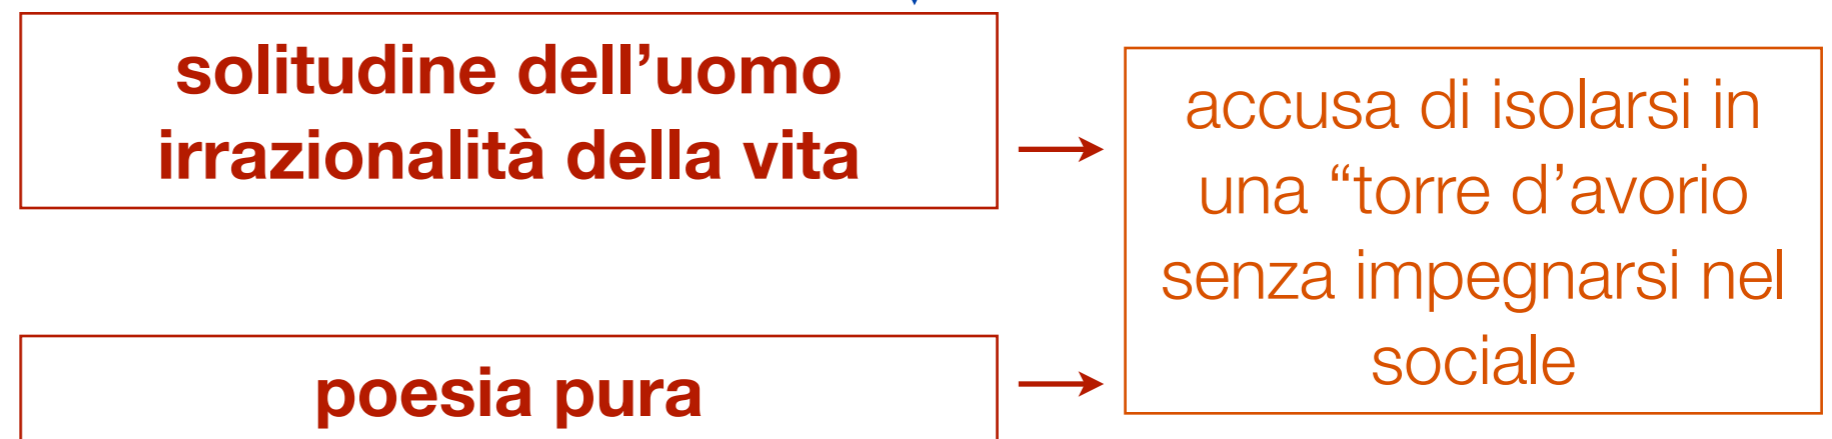 solitudine dell’uomo
irrazionalità della vita
accusa di isolarsi in
una “torre d’avorio
senza impegnarsi nel
sociale
poesia pura